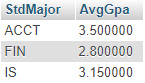 StdMajor AvgGpa
ACCT 3.500000
FIN 2.800000
IS 3.150000